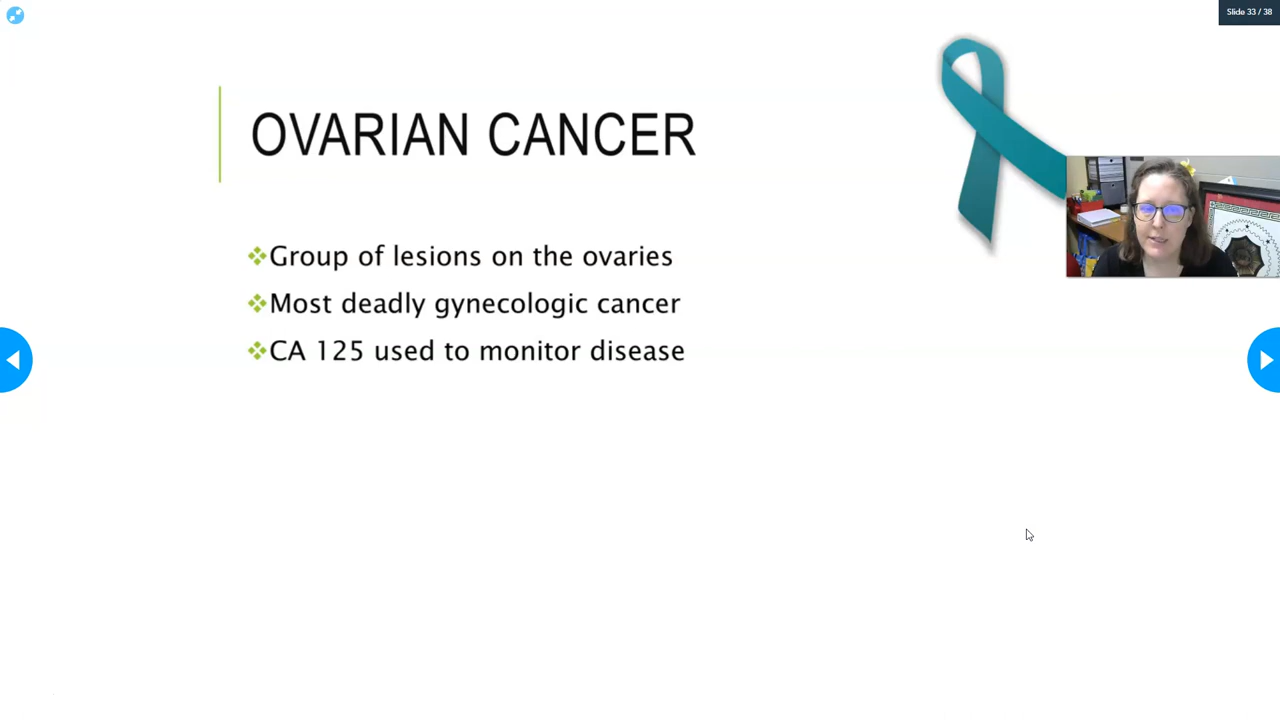 Slide 33 / 38
OVARIAN CANCER
Group of lesions on the ovaries
Most deadly gynecologic cancer
CA 125 used to monitor disease